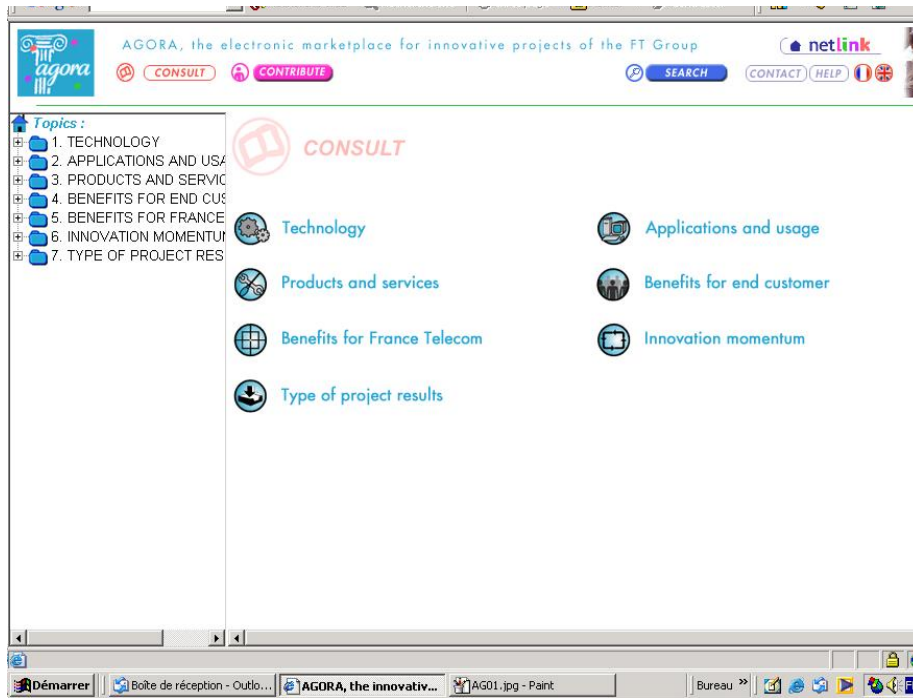 AGORA, the electronic marketplace for innovative projects of the FT Group
netlink
agora
CONSULT
CONTRIBUTE
SEARCH
CONTACT
HELP
Topics :
1. TECHNOLOGY
2. APPLICATIONS AND USA
3. PRODUCTS AND SERVIC
4. BENEFITS FOR END CUS
5. BENEFITS FOR FRANCE
6. INNOVATION MOMENTU
7. TYPE OF PROJECT RES
CONSULT
Technology
Applications and usage
Products and services
Benefits for end customer
Benefits for France Telecom
Innovation momentum
Type of project results
Démarrer
Boîte de réception - Outlo...
AGORA, the innovativ...
AG01.jpg - Paint
Bureau »